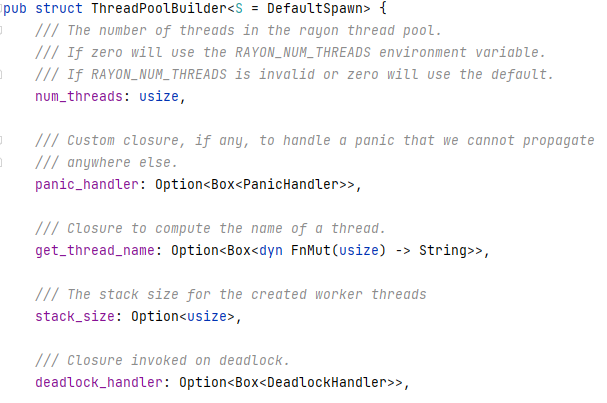 pub struct ThreadPoolBuilder<S = DefaultSpawn> {
/// The number of threads in the rayon thread pool.
/// If zero will use the RAYON_NUM_THREADS environment variable.
/// If RAYON_NUM_THREADS is invalid or zero will use the default.
num_threads: usize,
/// Custom closure, if any, to handle a panic that we cannot propagate
/// anywhere else.
panic_handler: Option<Box<PanicHandler>>,
/// Closure to compute the name of a thread.
get_thread_name: Option<Box<dyn FnMut(usize) -> String>>,
/// The stack size for the created worker threads
stack_size: Option<usize>,
/// Closure invoked on deadlock.
deadlock_handler: Option<Box<DeadlockHandler>>,